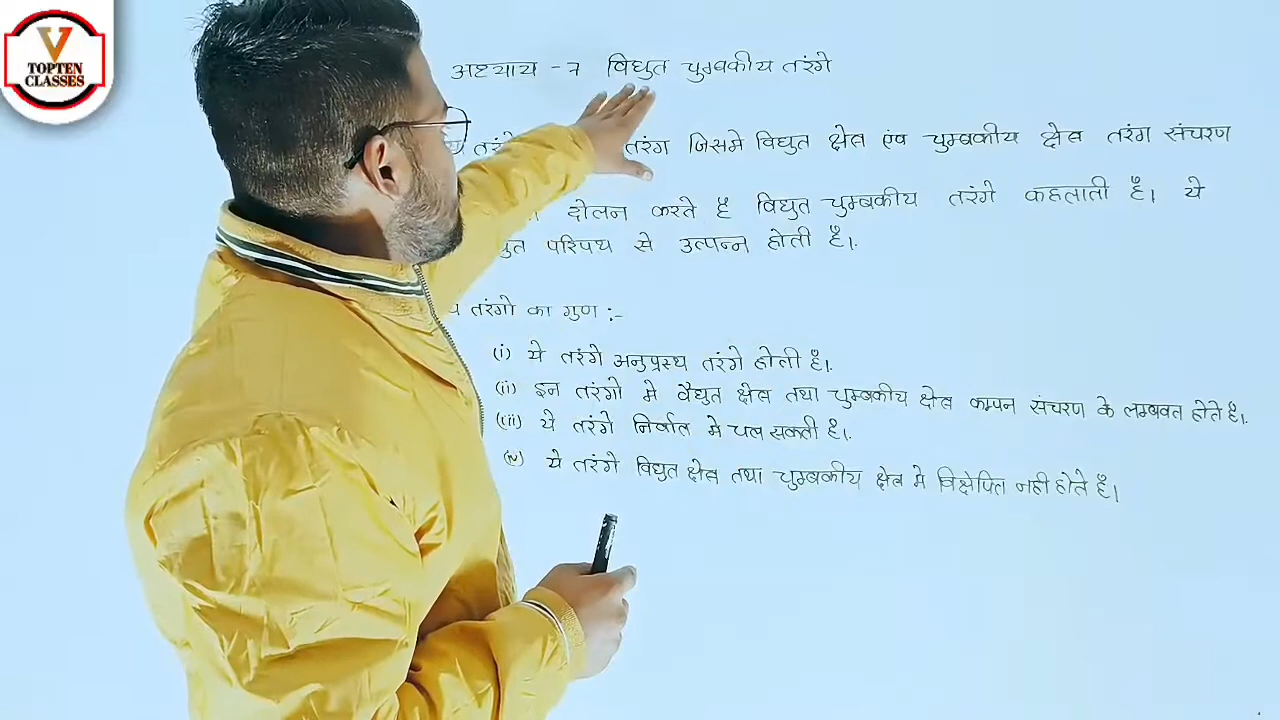 V
TOPTEN
CLASSES
अध्याय - 7 विद्युत चुम्बकीय तरंगे
तरंग जिसमे विद्युत क्षेत्र एंव चुम्बकीय क्षेत्र तरंग संचरण
दोलन करते है विद्युत चुम्बकीय तरंगे कहलाती है। ये
परिपथ से उत्पन्न होती है।
तरंगो का गुण :-
(i) ये तरंगे अनुप्रस्थ तरंगे होती है।
(ii) इन तरंगो मे वैद्युत क्षेत्र तथा चुम्बकीय क्षेत्र कम्पन संचरण के लम्बवत होते है।
(iii) ये तरंगे निर्वात मे चल सकती है।
(iv) ये तरंगे विद्युत क्षेत्र तथा चुम्बकीय क्षेत्र मे विक्षेपित नही होते है।